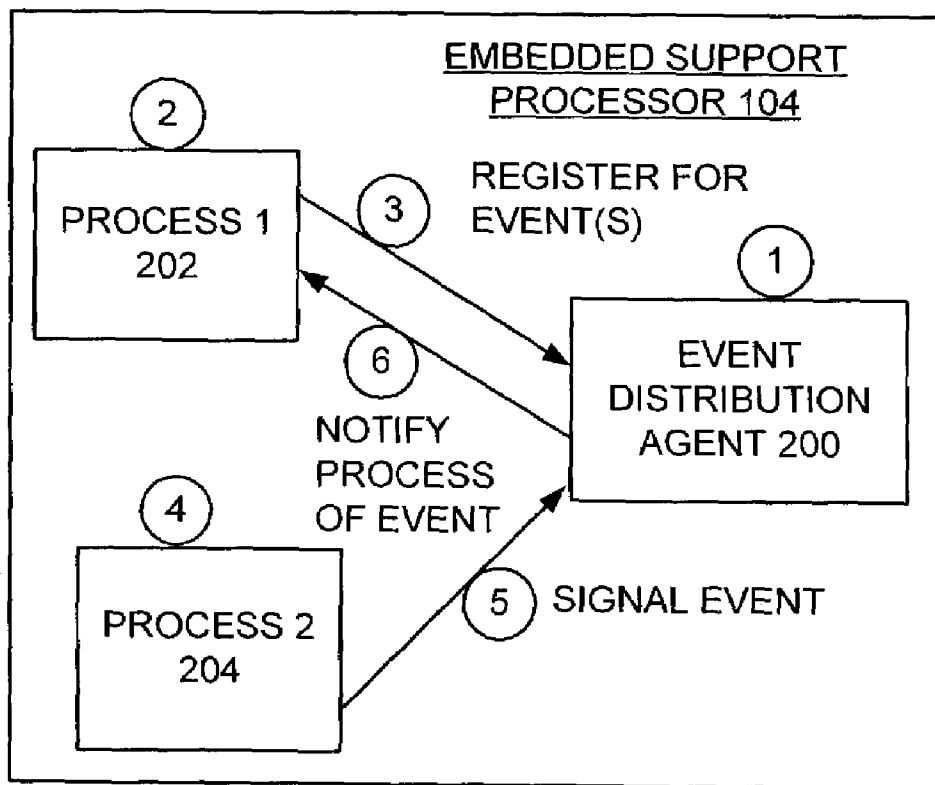 EMBEDDED SUPPORT
PROCESSOR 104
2
PROCESS 1
202
3
REGISTER FOR
EVENT(S)
1
EVENT
DISTRIBUTION
AGENT 200
6
NOTIFY
PROCESS
OF EVENT
4
PROCESS 2
204
5
SIGNAL EVENT